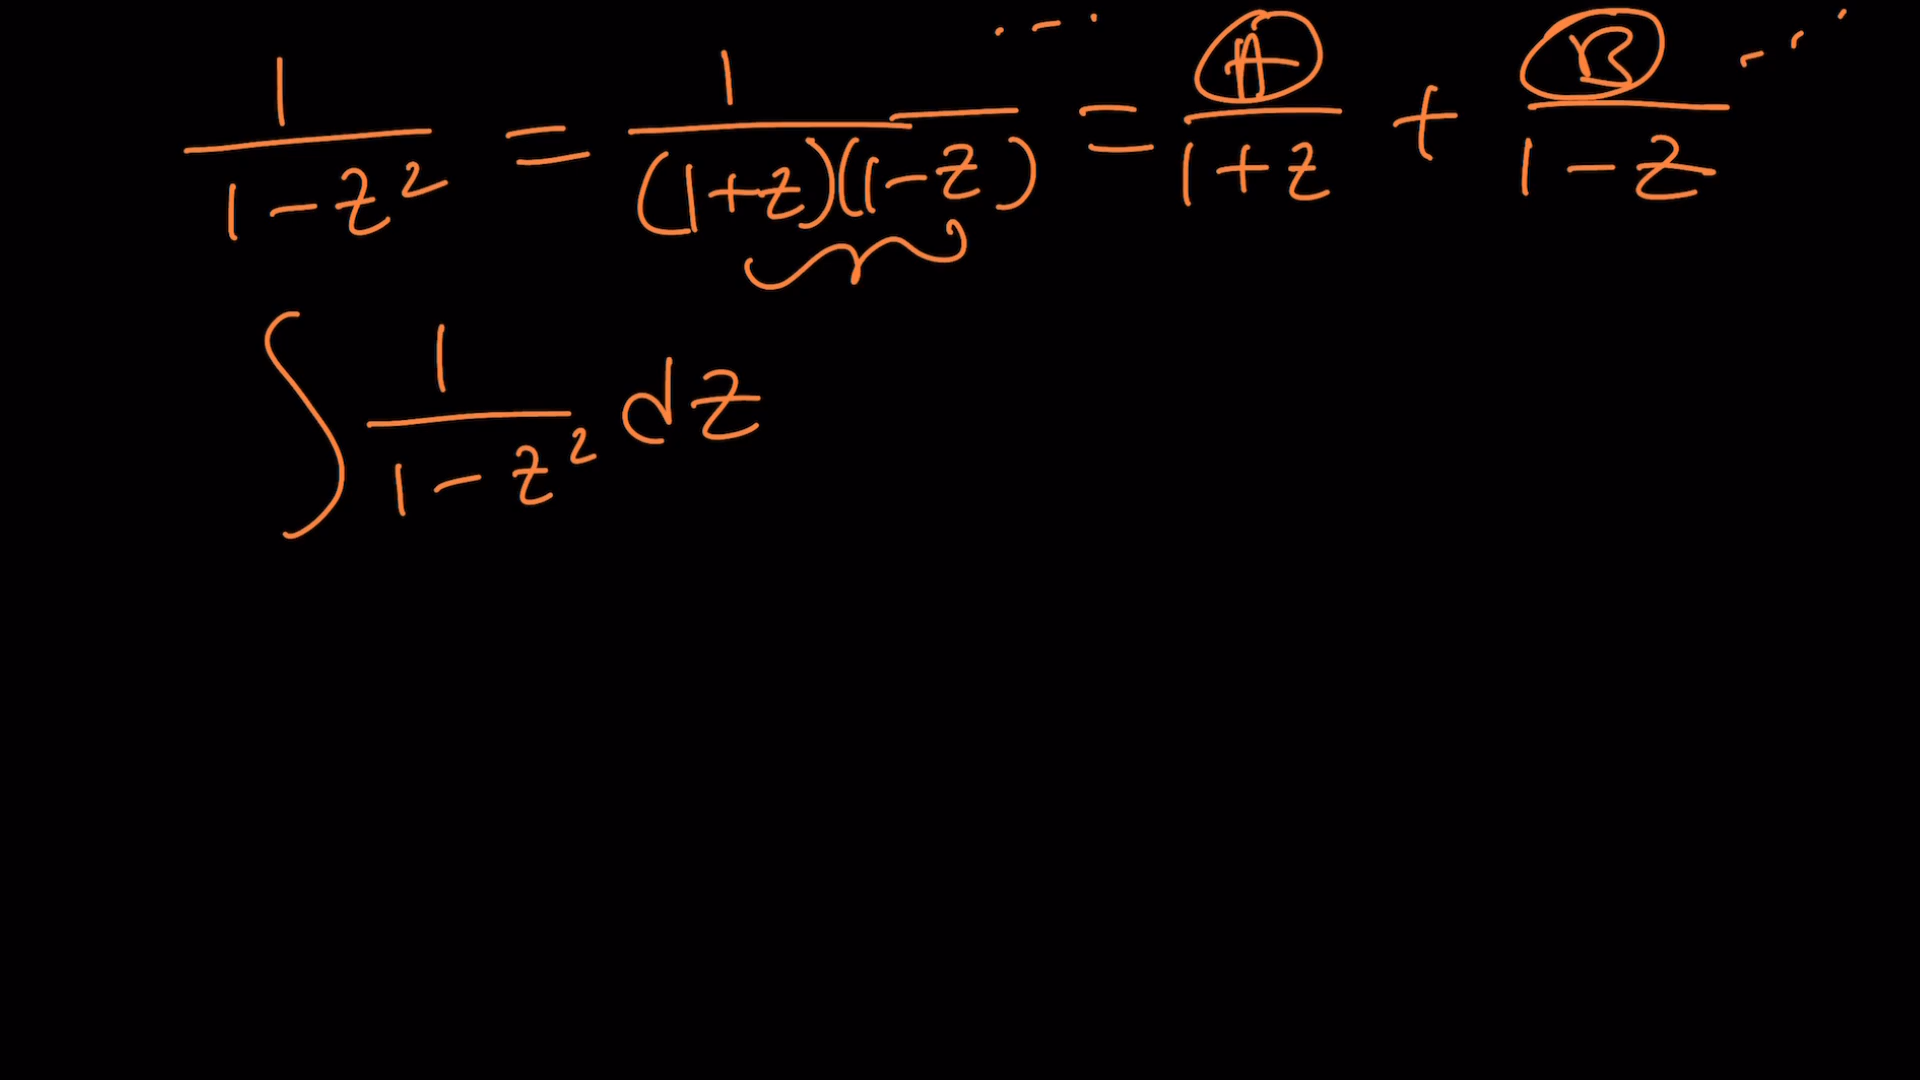 1/(1-z²) = 1/((1+z)(1-z)) ... = A/(1+z) + B/(1-z) ...
∫ 1/(1-z²) dz